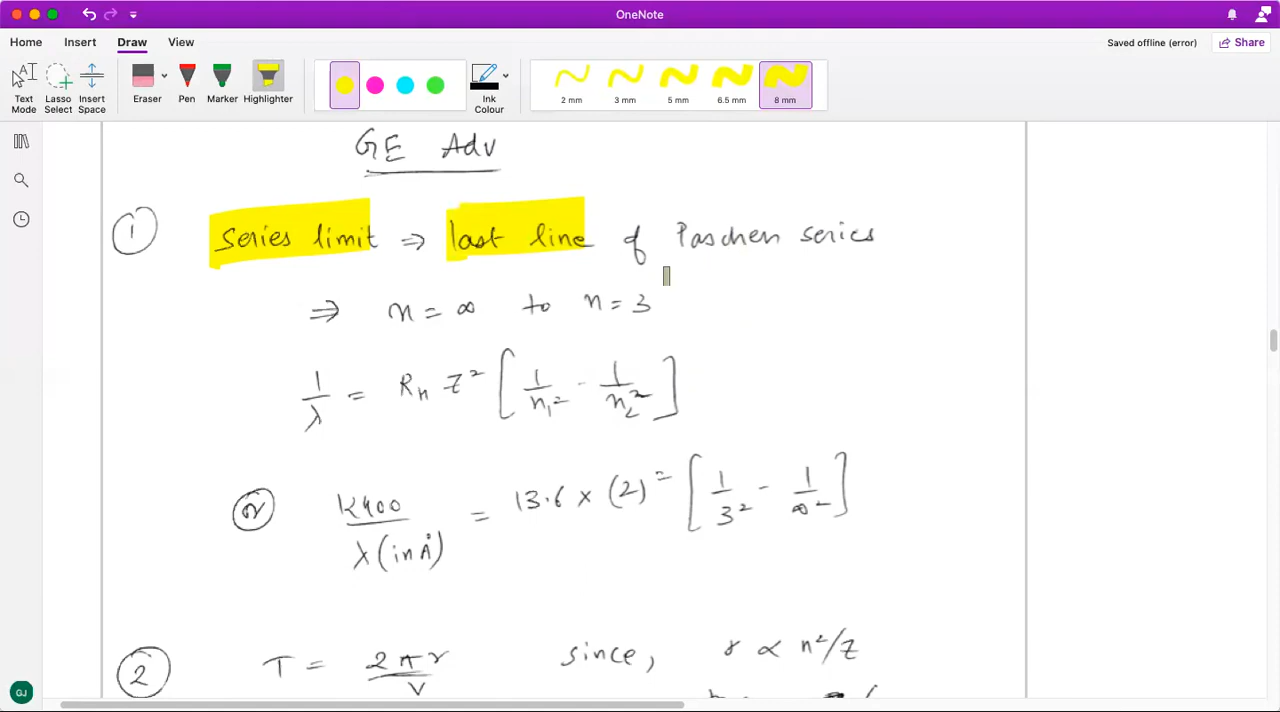 OneNote
Home Insert Draw View
Saved offline (error) Share
Text Mode
Lasso Select
Insert Space
Eraser
Pen
Marker
Highlighter
Ink Colour
2 mm
3 mm
5 mm
6.5 mm
8 mm
GE Adv
① Series limit ⇒ last line of Paschen series
⇒ n = ∞ to n = 3
1/λ = R_H Z² [1/n₁² - 1/n₂²]
12400/λ(in Å) = 13.6 × (2)² [1/3² - 1/∞²]
② T = 2πr/V since, r ∝ n²/Z
GJ